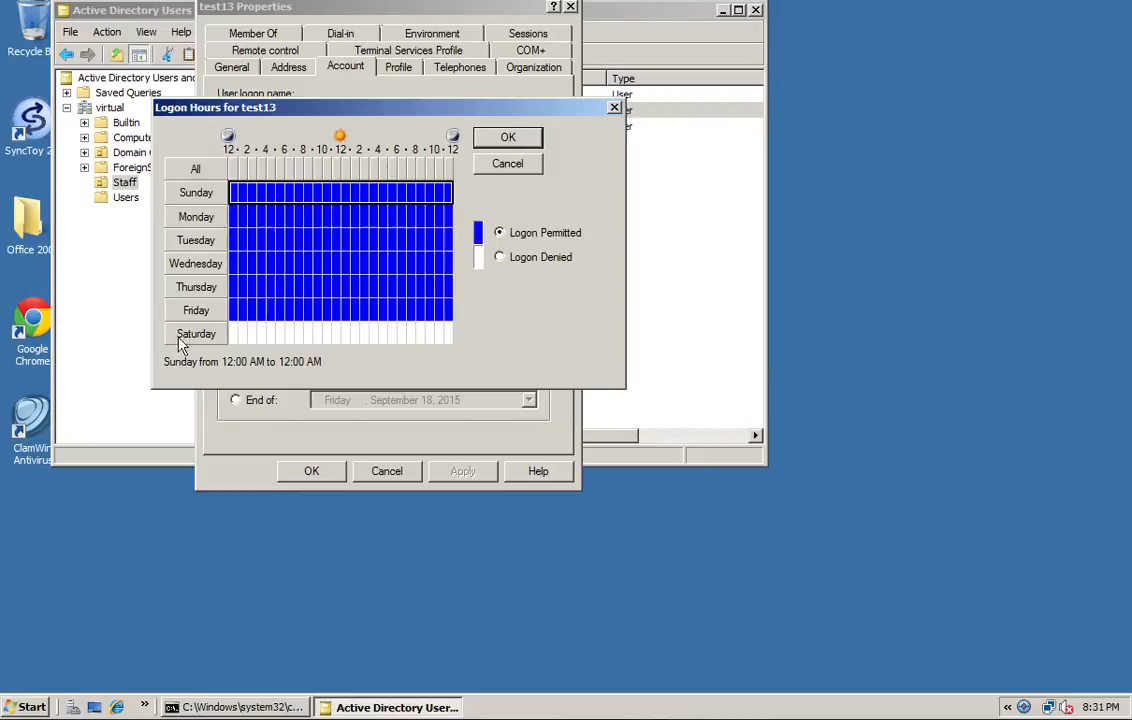 Recycle B
SyncToy 2
Office 200
Google
Chrome
ClamWin
Antivirus
Active Directory Users
File Action View Help
Active Directory Users an
Saved Queries
virtual
Builtin
Compute
Domain
ForeignS
Staff
Users
Type
User
test13 Properties
Member Of Dial-in Environment Sessions
Remote control Terminal Services Profile COM+
General Address Account Profile Telephones Organization
User logon name:
Logon Hours for test13
12 • 2 • 4 • 6 • 8 • 10 • 12 • 2 • 4 • 6 • 8 • 10 • 12
All
Sunday
Monday
Tuesday
Wednesday
Thursday
Friday
Saturday
Sunday from 12:00 AM to 12:00 AM
OK
Cancel
Logon Permitted
Logon Denied
End of: Friday , September 18, 2015
OK Cancel Apply Help
Start » C:\Windows\system32\c... Active Directory User... « 8:31 PM